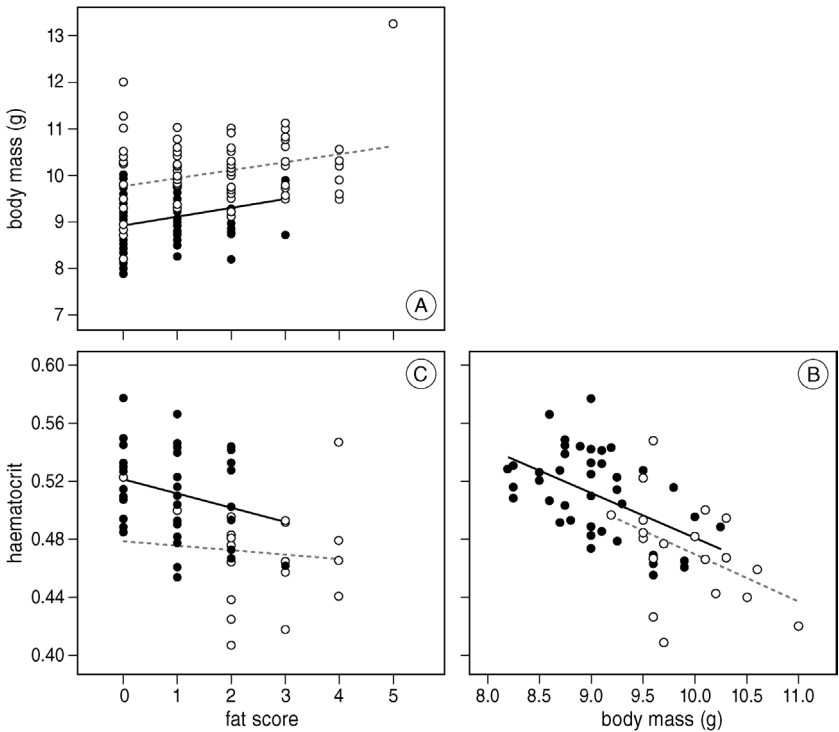 13
12
11
10
9
8
7
body mass (g)
A
0.60
0.56
0.52
0.48
0.44
0.40
haematocrit
C
0 1 2 3 4 5
fat score
B
8.0 8.5 9.0 9.5 10.0 10.5 11.0
body mass (g)